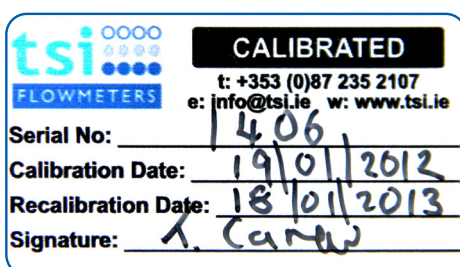 tsi
FLOWMETERS
CALIBRATED
t: +353 (0)87 235 2107
e: info@tsi.ie w: www.tsi.ie
Serial No: 1406
Calibration Date: 19/01/2012
Recalibration Date: 18/01/2013
Signature: T. Carew